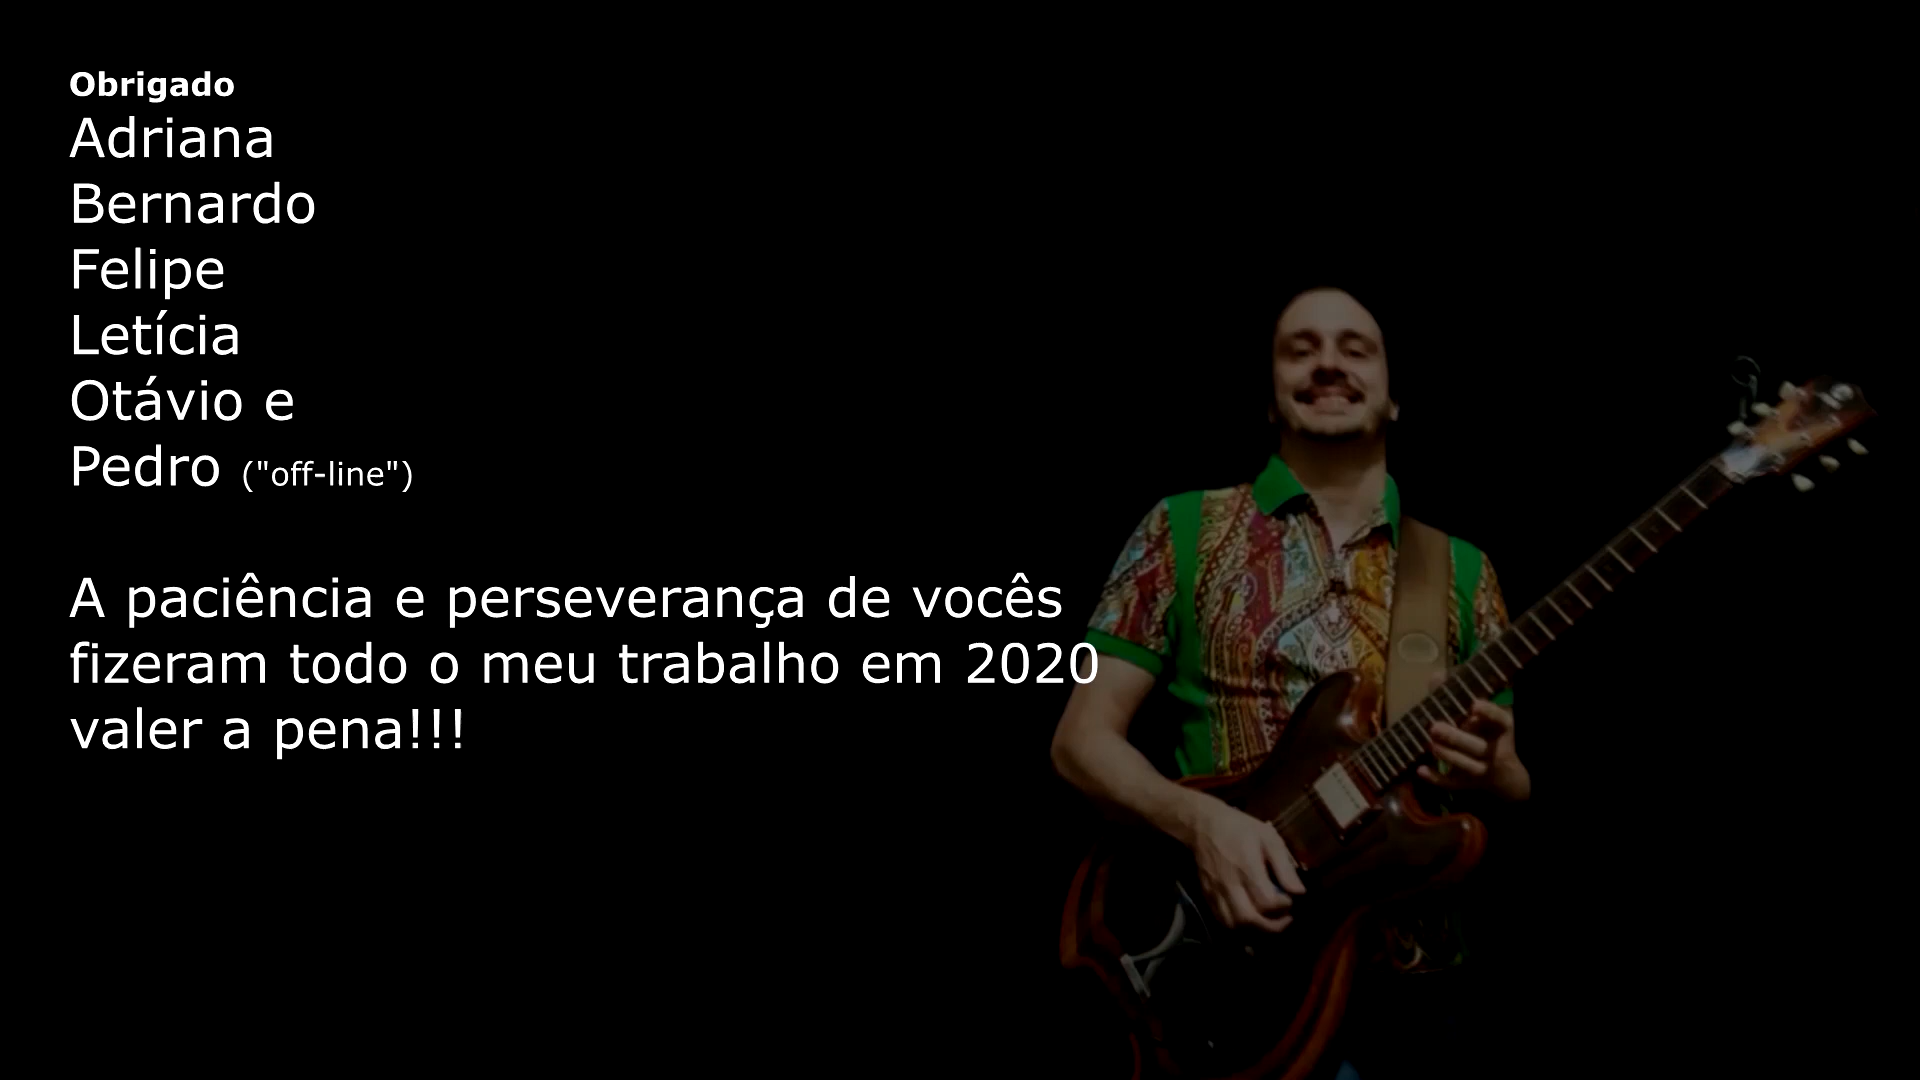 Obrigado
Adriana
Bernardo
Felipe
Letícia
Otávio e
Pedro ("off-line")
A paciência e perseverança de vocês
fizeram todo o meu trabalho em 2020
valer a pena!!!